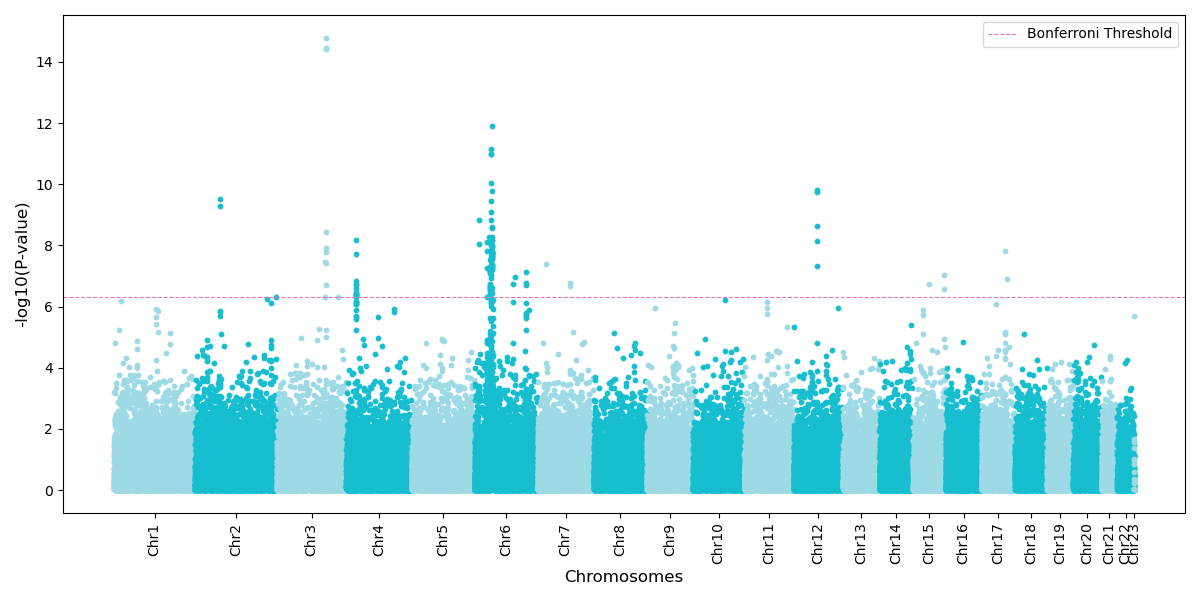 Bonferroni Threshold
-log10(P-value)
14
12
10
8
6
4
2
0
Chr1
Chr2
Chr3
Chr4
Chr5
Chr6
Chr7
Chr8
Chr9
Chr10
Chr11
Chr12
Chr13
Chr14
Chr15
Chr16
Chr17
Chr18
Chr19
Chr20
Chr21
Chr22
Chr23
Chromosomes